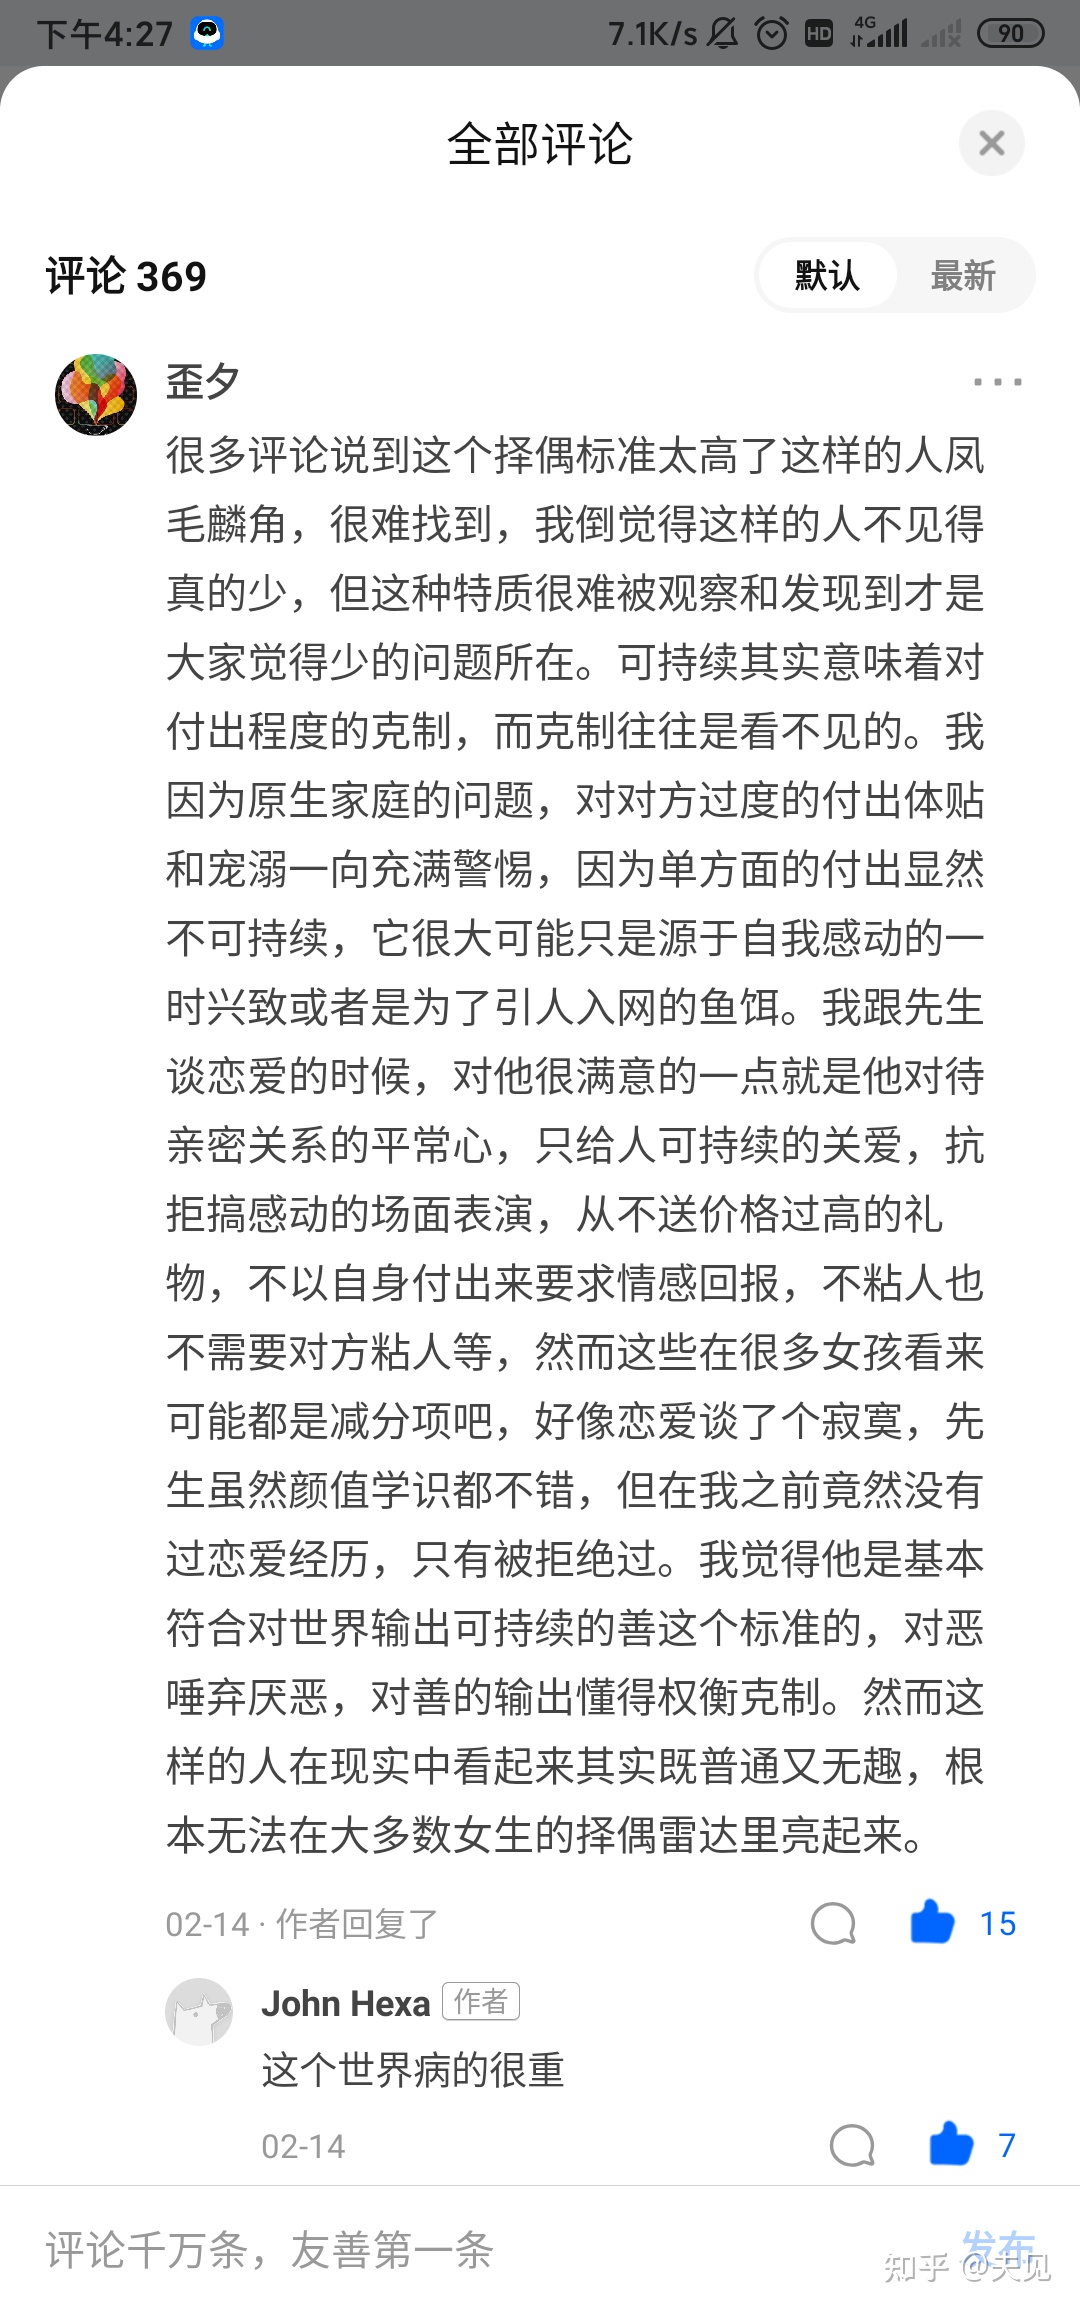 下午4:27
7.1K/s
HD
4G
90
全部评论
评论 369
默认
最新
歪夕
很多评论说到这个择偶标准太高了这样的人凤
毛麟角，很难找到，我倒觉得这样的人不见得
真的少，但这种特质很难被观察和发现到才是
大家觉得少的问题所在。可持续其实意味着对
付出程度的克制，而克制往往是看不见的。我
因为原生家庭的问题，对对方过度的付出体贴
和宠溺一向充满警惕，因为单方面的付出显然
不可持续，它很大可能只是源于自我感动的一
时兴致或者是为了引人入网的鱼饵。我跟先生
谈恋爱的时候，对他很满意的一点就是他对待
亲密关系的平常心，只给人可持续的关爱，抗
拒搞感动的场面表演，从不送价格过高的礼
物，不以自身付出来要求情感回报，不粘人也
不需要对方粘人等，然而这些在很多女孩看来
可能都是减分项吧，好像恋爱谈了个寂寞，先
生虽然颜值学识都不错，但在我之前竟然没有
过恋爱经历，只有被拒绝过。我觉得他是基本
符合对世界输出可持续的善这个标准的，对恶
唾弃厌恶，对善的输出懂得权衡克制。然而这
样的人在现实中看起来其实既普通又无趣，根
本无法在大多数女生的择偶雷达里亮起来。
02-14 · 作者回复了
15
John Hexa 作者
这个世界病的很重
02-14
7
评论千万条，友善第一条
发布
知乎 @天见